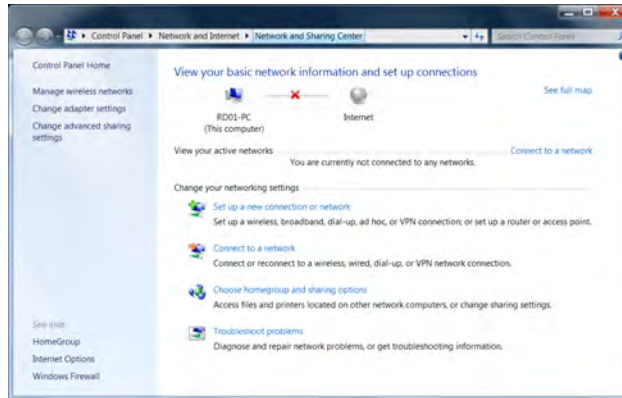 Control Panel ▸ Network and Internet ▸ Network and Sharing Center
Search Control Panel
Control Panel Home
Manage wireless networks
Change adapter settings
Change advanced sharing
settings
See also
HomeGroup
Internet Options
Windows Firewall
View your basic network information and set up connections
See full map
RD01-PC
(This computer)
Internet
View your active networks
Connect to a network
You are currently not connected to any networks.
Change your networking settings
Set up a new connection or network
Set up a wireless, broadband, dial-up, ad hoc, or VPN connection; or set up a router or access point.
Connect to a network
Connect or reconnect to a wireless, wired, dial-up, or VPN network connection.
Choose homegroup and sharing options
Access files and printers located on other network computers, or change sharing settings.
Troubleshoot problems
Diagnose and repair network problems, or get troubleshooting information.